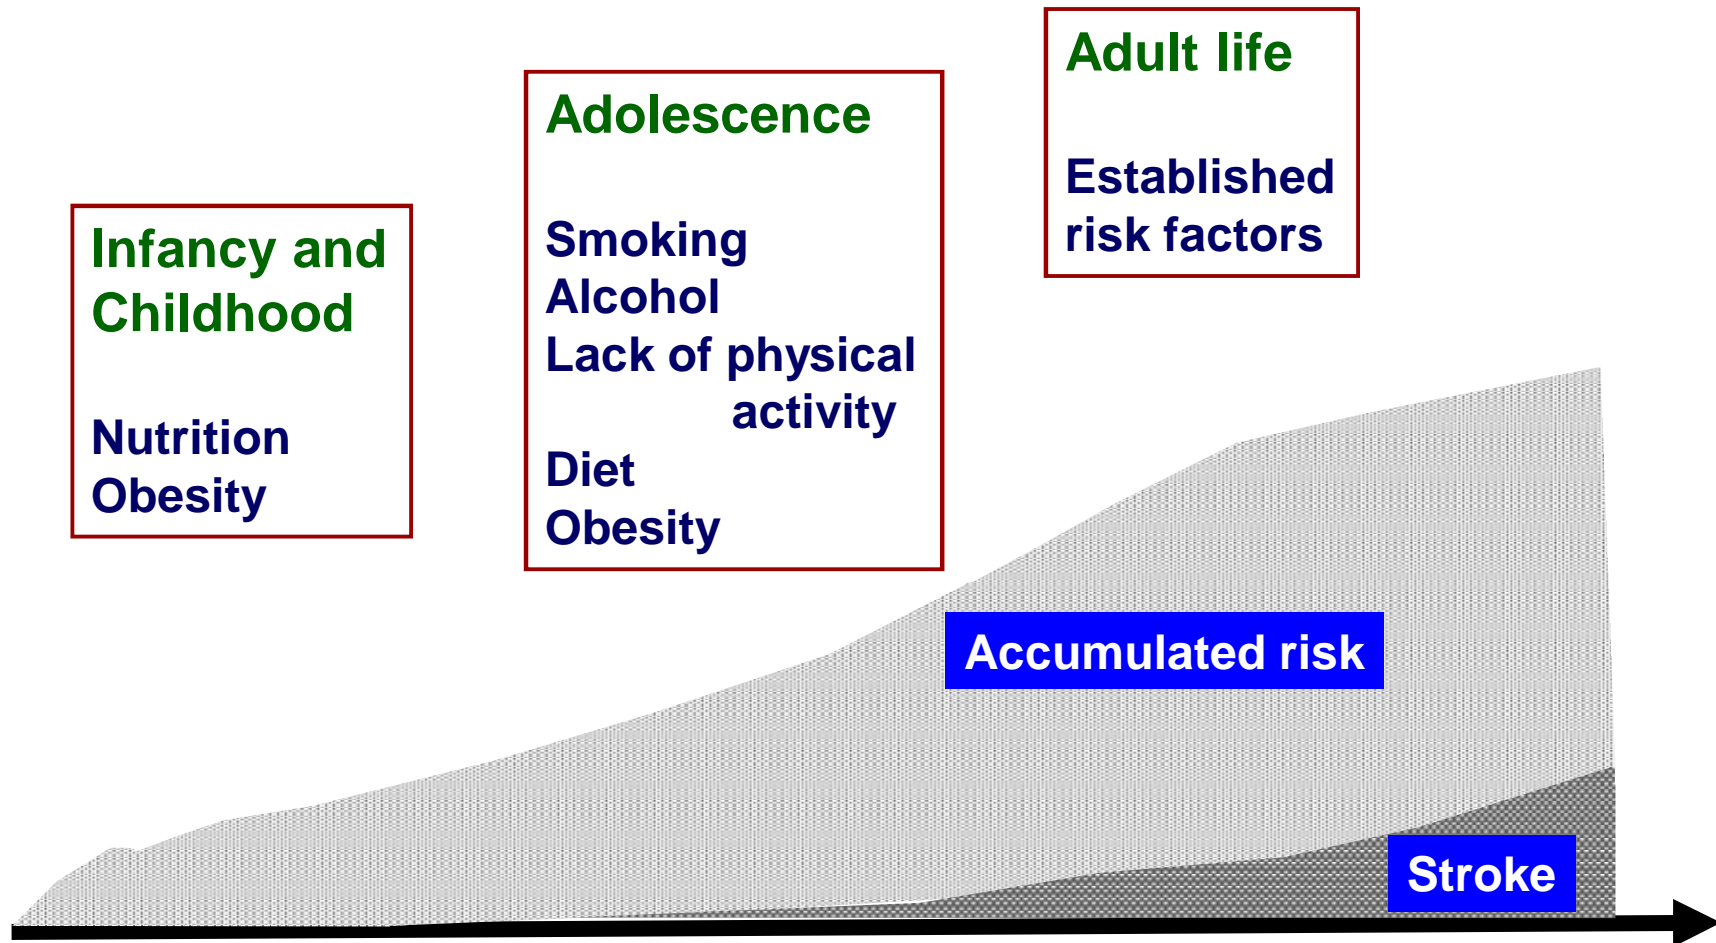 Infancy and
Childhood
Nutrition
Obesity
Adolescence
Smoking
Alcohol
Lack of physical
activity
Diet
Obesity
Adult life
Established
risk factors
Accumulated risk
Stroke